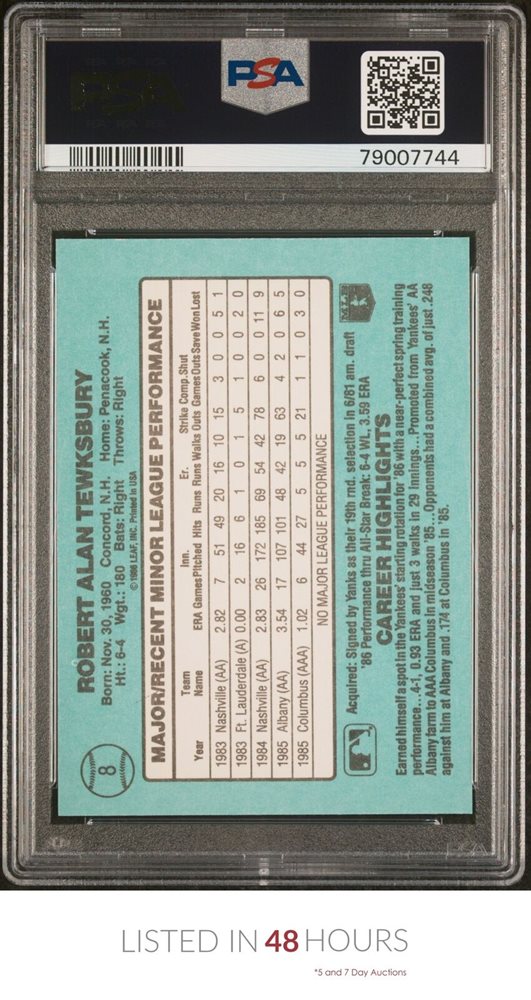 PSA
79007744
8
ROBERT ALAN TEWKSBURY
Born: Nov. 30, 1960 Concord, N.H. Home: Penacook, N.H.
Ht.: 6-4 Wgt.: 180 Bats: Right Throws: Right
©1986 LEAF, INC. Printed in USA
MAJOR/RECENT MINOR LEAGUE PERFORMANCE
Team Inn. Er. Strike Comp. Shut
Year Name ERA Games Pitched Hits Runs Runs Walks Outs Games Outs Save Won Lost
1983 Nashville (AA) 2.82 7 51 49 20 16 10 15 3 0 0 5 1
1983 Ft. Lauderdale (A) 0.00 2 16 6 1 0 1 5 1 0 0 2 0
1984 Nashville (AA) 2.83 26 172 185 69 54 42 78 6 0 0 11 9
1985 Albany (AA) 3.54 17 107 101 48 42 19 63 4 2 0 6 5
1985 Columbus (AAA) 1.02 6 44 27 5 5 5 21 1 1 0 3 0
NO MAJOR LEAGUE PERFORMANCE
Acquired: Signed by Yanks as their 19th rnd. selection in 6/81 am. draft
'86 Performance thru All-Star Break: 6-4 WL, 3.59 ERA
CAREER HIGHLIGHTS
Earned himself a spot in the Yankees' starting rotation for '86 with a near-perfect spring training
performance...4-1, 0.93 ERA and just 3 walks in 29 innings...Promoted from Yankees' AA
Albany farm to AAA Columbus in midseason '85...Opponents had a combined avg. of just .248
against him at Albany and .174 at Columbus in '85.
LISTED IN 48 HOURS
*5 and 7 Day Auctions